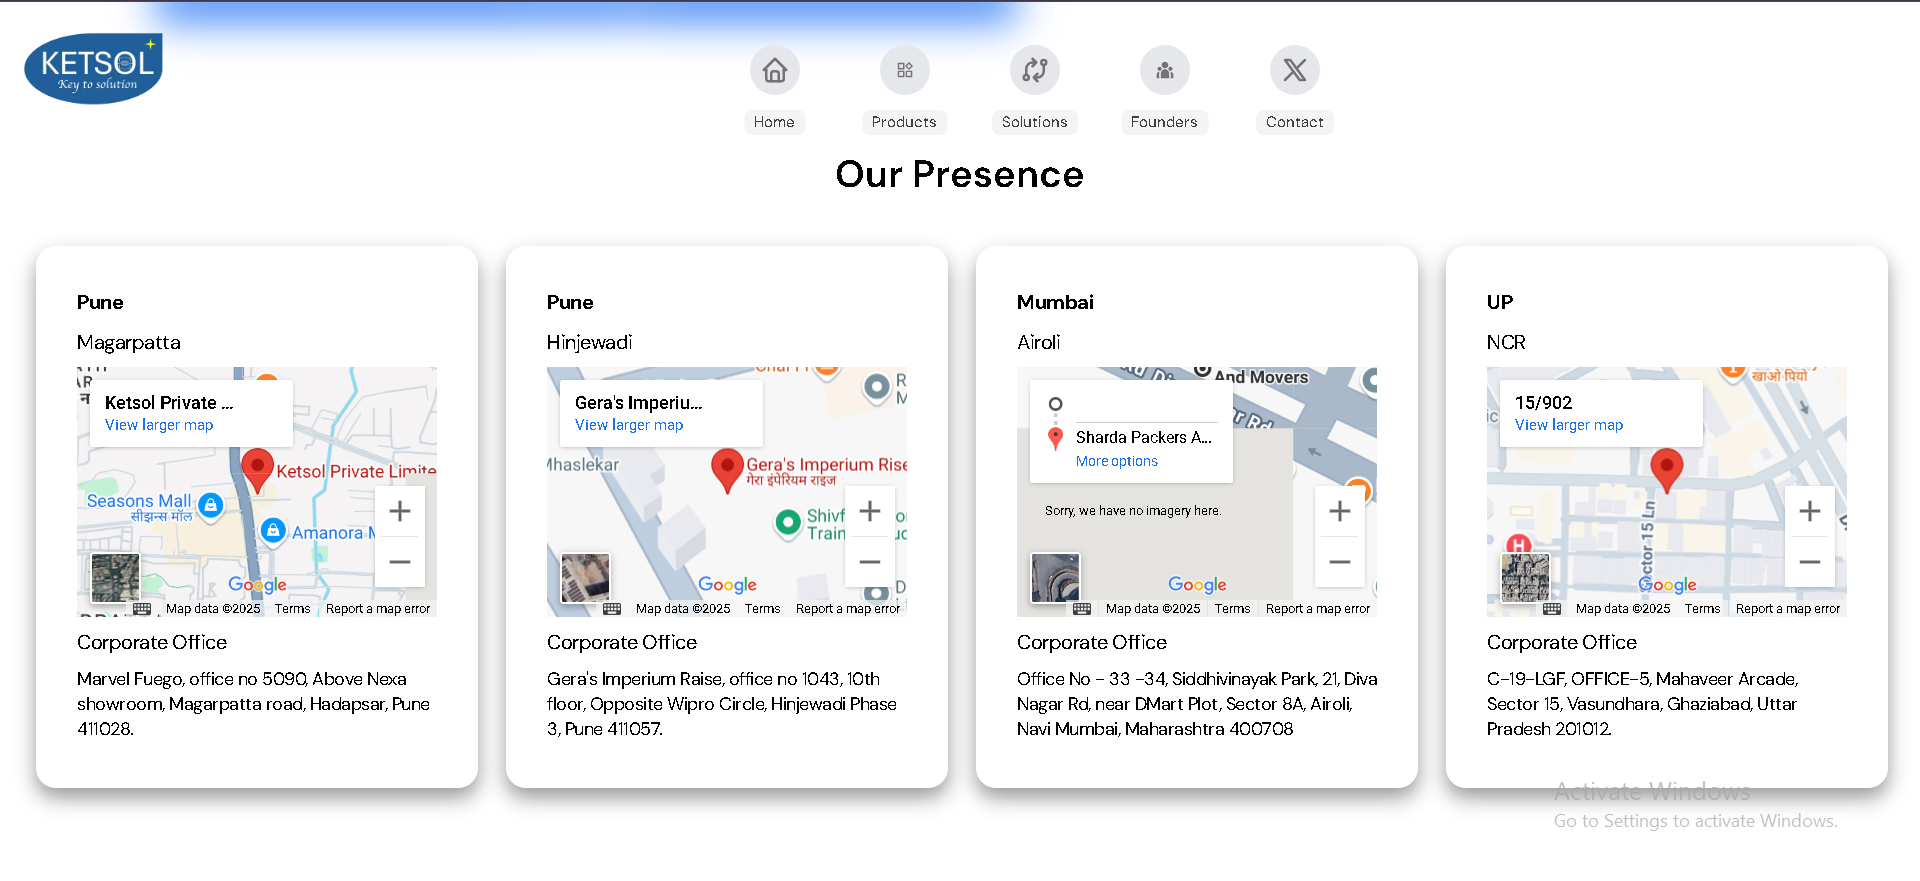 KETSOL
Key to solution
Home
Products
Solutions
Founders
Contact
Our Presence
Pune
Magarpatta
Ketsol Private ...
View larger map
Ketsol Private Limite
Seasons Mall
सीझन्स मॉल
Amanora
Google
Map data ©2025 Terms Report a map error
Corporate Office
Marvel Fuego, office no 5090, Above Nexa
showroom, Magarpatta road, Hadapsar, Pune
411028.
Pune
Hinjewadi
Gera's Imperiu...
View larger map
Mhaslekar
Gera's Imperium Rise
गेरा इंपेरियम राइज
Shivf
Train
Google
Map data ©2025 Terms Report a map error
Corporate Office
Gera's Imperium Raise, office no 1043, 10th
floor, Opposite Wipro Circle, Hinjewadi Phase
3, Pune 411057.
Mumbai
Airoli
And Movers
Sharda Packers A...
More options
Sorry, we have no imagery here.
Google
Map data ©2025 Terms Report a map error
Corporate Office
Office No - 33 -34, Siddhivinayak Park, 21, Diva
Nagar Rd, near DMart Plot, Sector 8A, Airoli,
Navi Mumbai, Maharashtra 400708
UP
NCR
खाओ पियो
15/902
View larger map
ctor 15 Ln
H
Google
Map data ©2025 Terms Report a map error
Corporate Office
C-19-LGF, OFFICE-5, Mahaveer Arcade,
Sector 15, Vasundhara, Ghaziabad, Uttar
Pradesh 201012.
Activate Windows
Go to Settings to activate Windows.